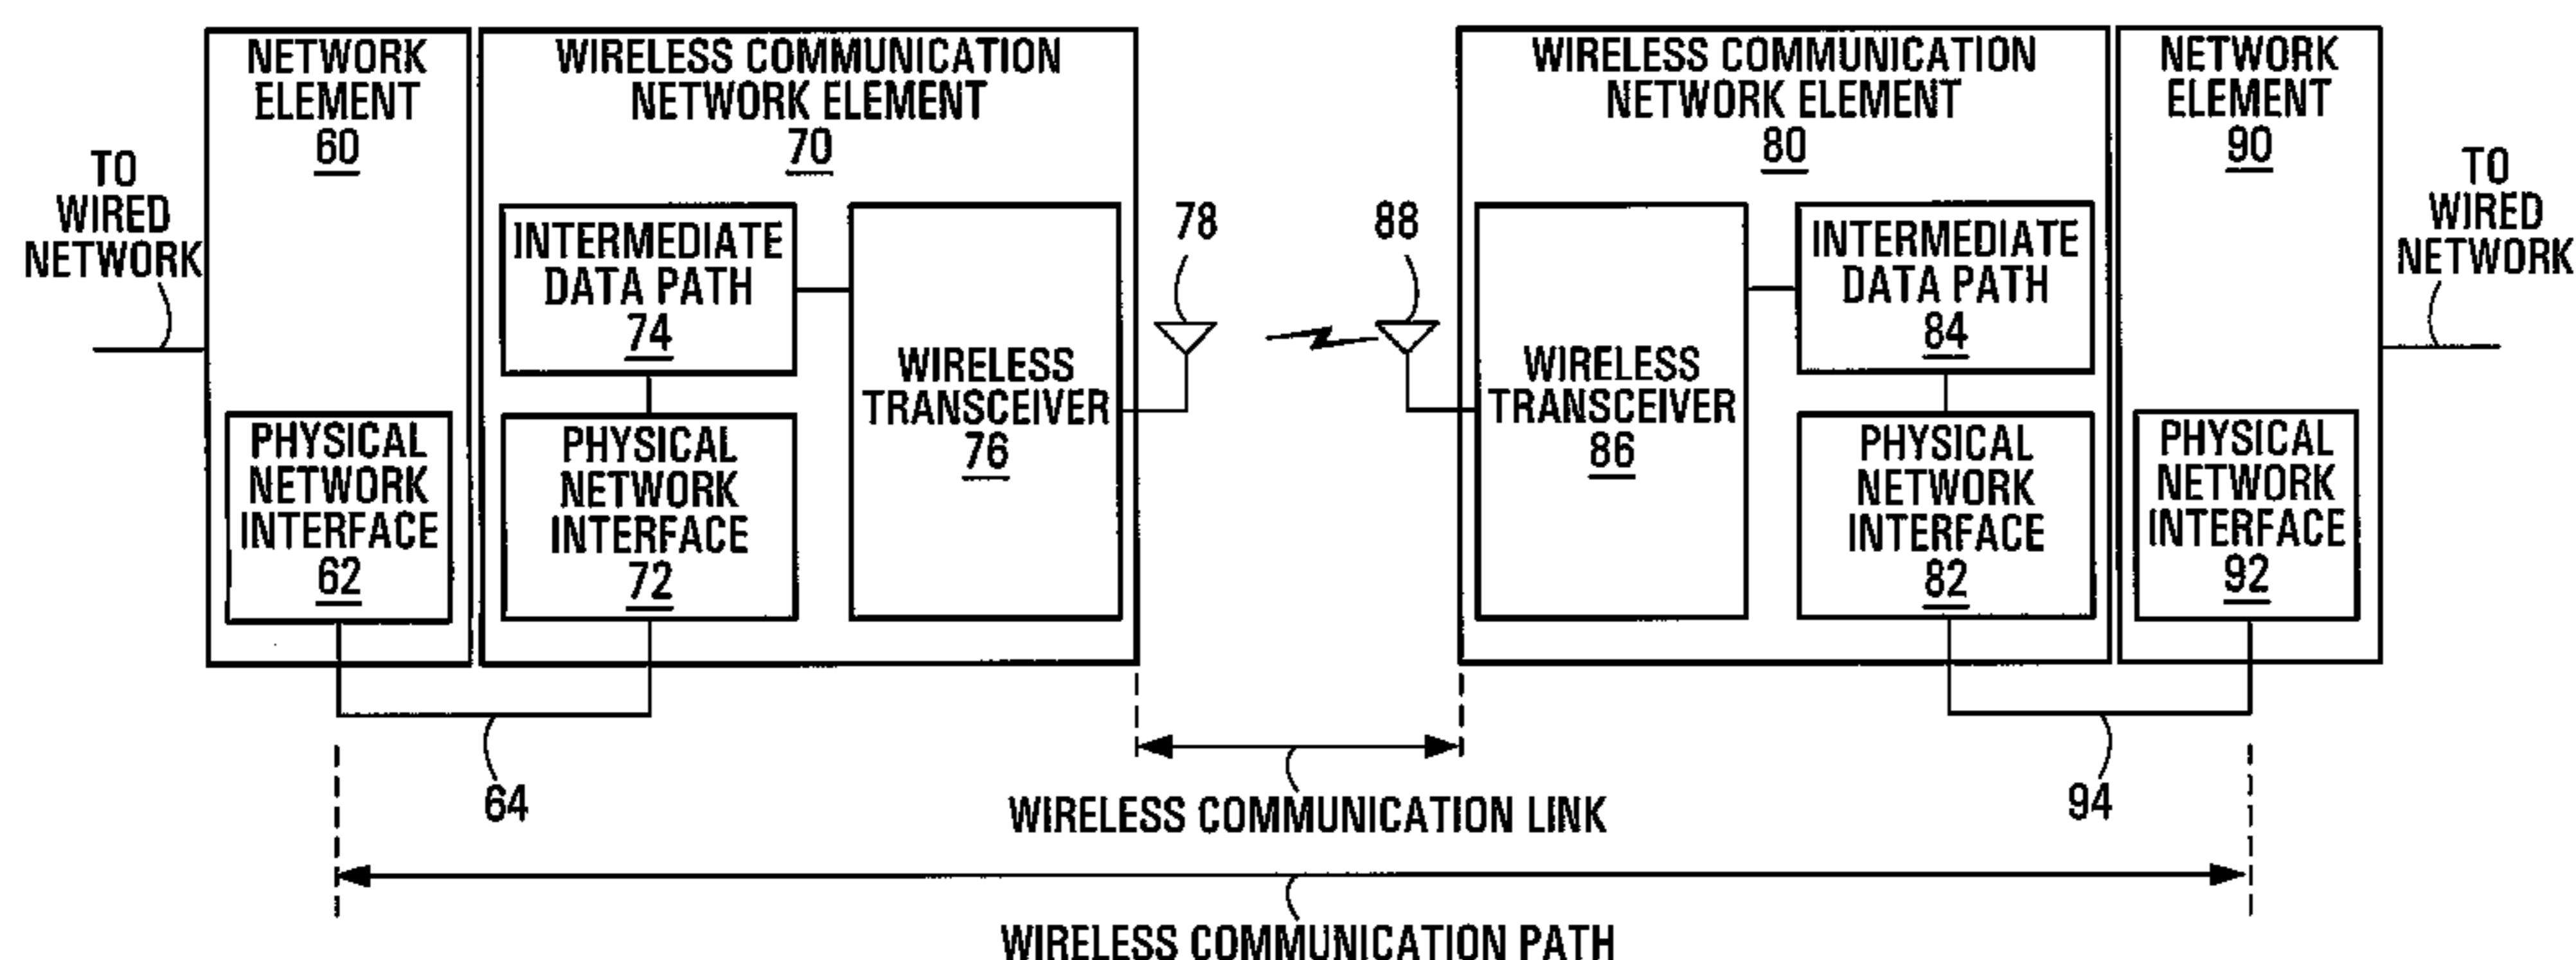 NETWORK
ELEMENT
60
WIRELESS COMMUNICATION
NETWORK ELEMENT
70
WIRELESS COMMUNICATION
NETWORK ELEMENT
80
NETWORK
ELEMENT
90
TO
WIRED
NETWORK
INTERMEDIATE
DATA PATH
74
WIRELESS
TRANSCEIVER
76
78
88
WIRELESS
TRANSCEIVER
86
INTERMEDIATE
DATA PATH
84
TO
WIRED
NETWORK
PHYSICAL
NETWORK
INTERFACE
62
PHYSICAL
NETWORK
INTERFACE
72
PHYSICAL
NETWORK
INTERFACE
82
PHYSICAL
NETWORK
INTERFACE
92
64
94
WIRELESS COMMUNICATION LINK
WIRELESS COMMUNICATION PATH